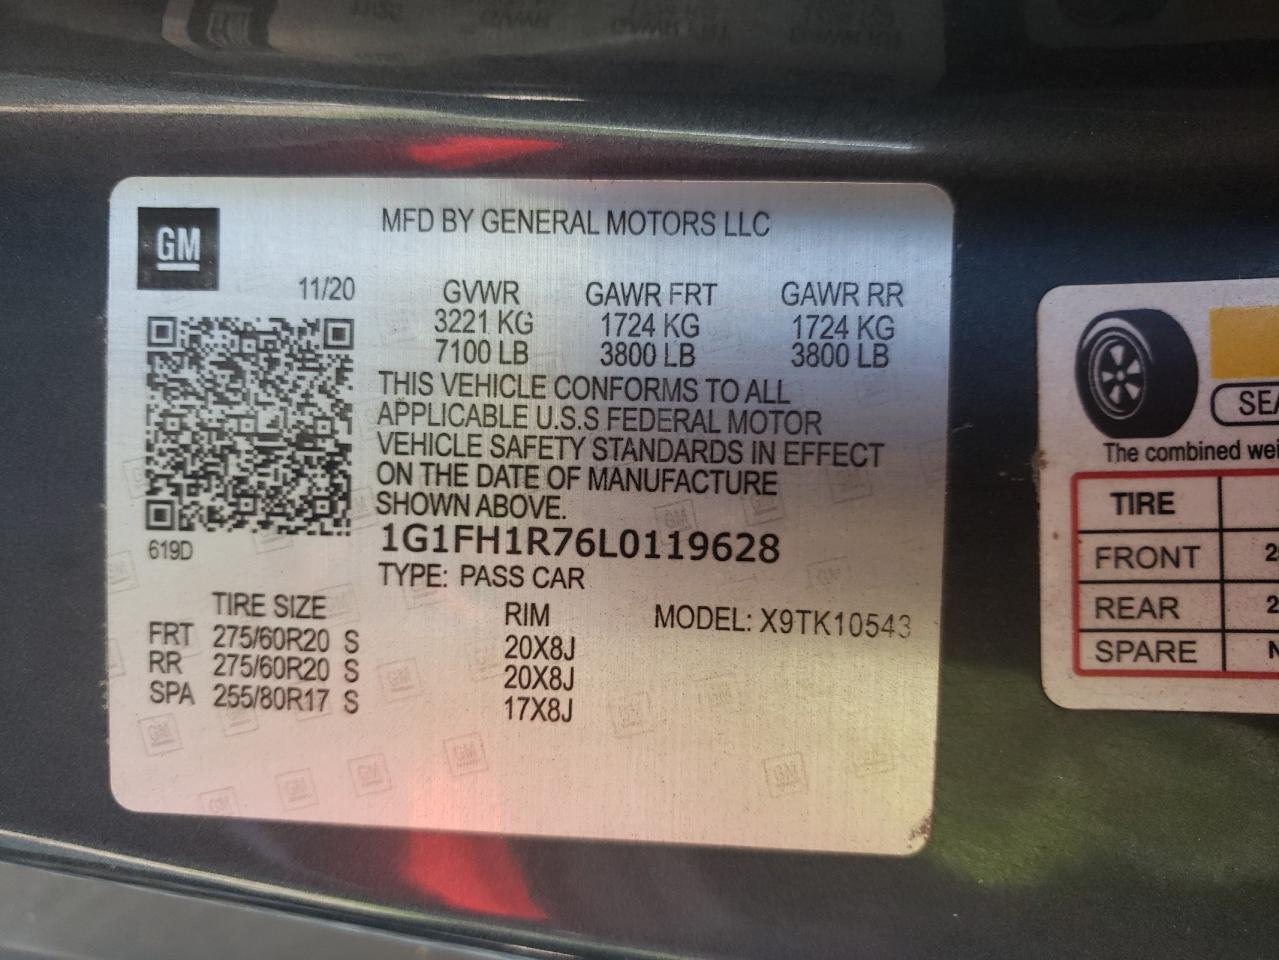 GM
MFD BY GENERAL MOTORS LLC
11/20
GVWR GAWR FRT GAWR RR
3221 KG 1724 KG 1724 KG
7100 LB 3800 LB 3800 LB
THIS VEHICLE CONFORMS TO ALL
APPLICABLE U.S.S FEDERAL MOTOR
VEHICLE SAFETY STANDARDS IN EFFECT
ON THE DATE OF MANUFACTURE
SHOWN ABOVE.
619D
1G1FH1R76L0119628
TYPE: PASS CAR
TIRE SIZE RIM MODEL: X9TK10543
FRT 275/60R20 S 20X8J
RR 275/60R20 S 20X8J
SPA 255/80R17 S 17X8J
The combined
TIRE
FRONT
REAR
SPARE